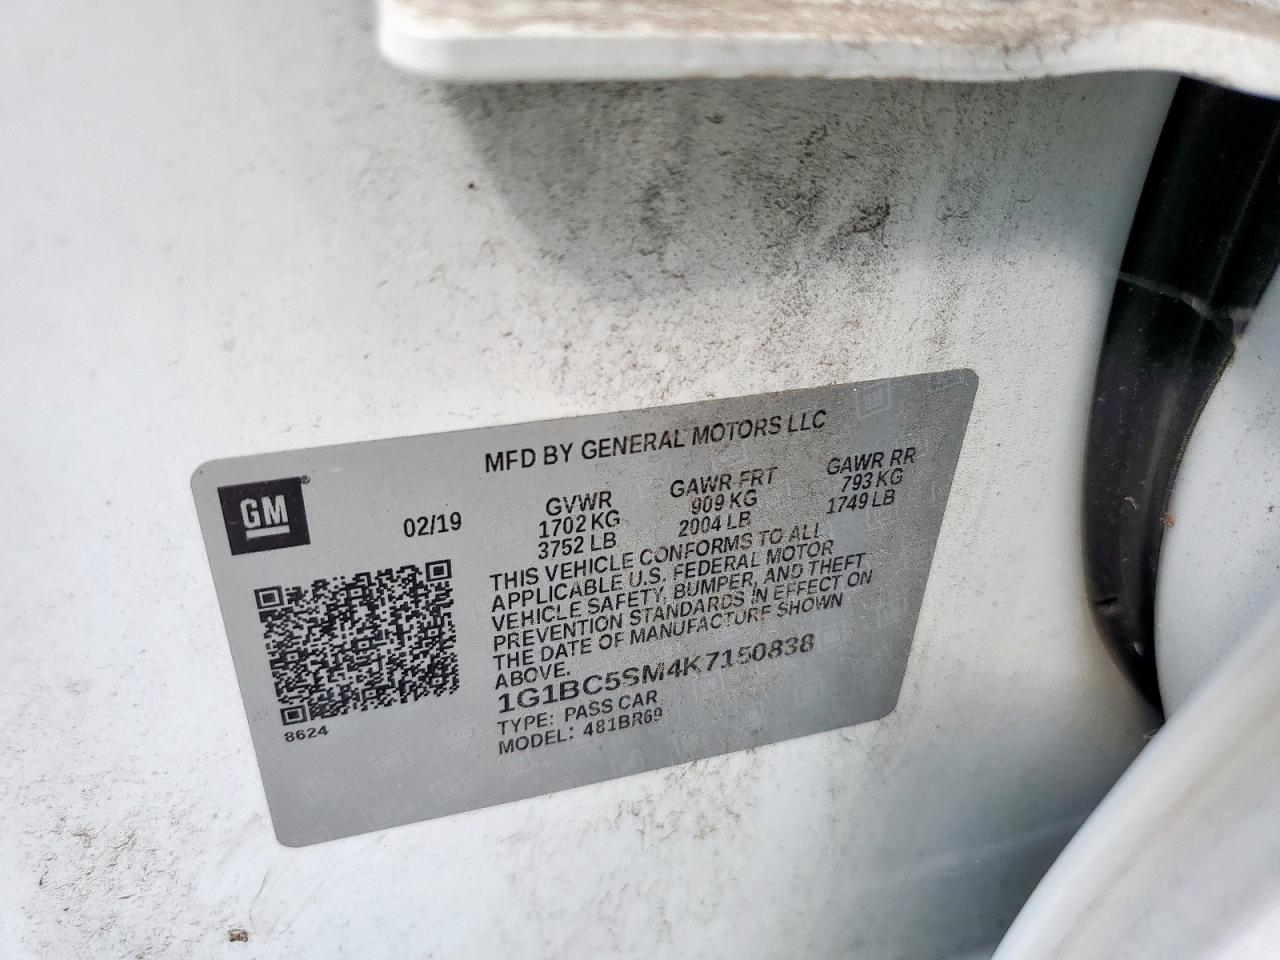 MFD BY GENERAL MOTORS LLC
GM
02/19
GVWR GAWR FRT GAWR RR
1702 KG 909 KG 793 KG
3752 LB 2004 LB 1749 LB
THIS VEHICLE CONFORMS TO ALL
APPLICABLE U.S. FEDERAL MOTOR
VEHICLE SAFETY, BUMPER, AND THEFT
PREVENTION STANDARDS IN EFFECT ON
THE DATE OF MANUFACTURE SHOWN
ABOVE.
1G1BC5SM4K7150838
TYPE: PASS CAR
MODEL: 481BR69
8624